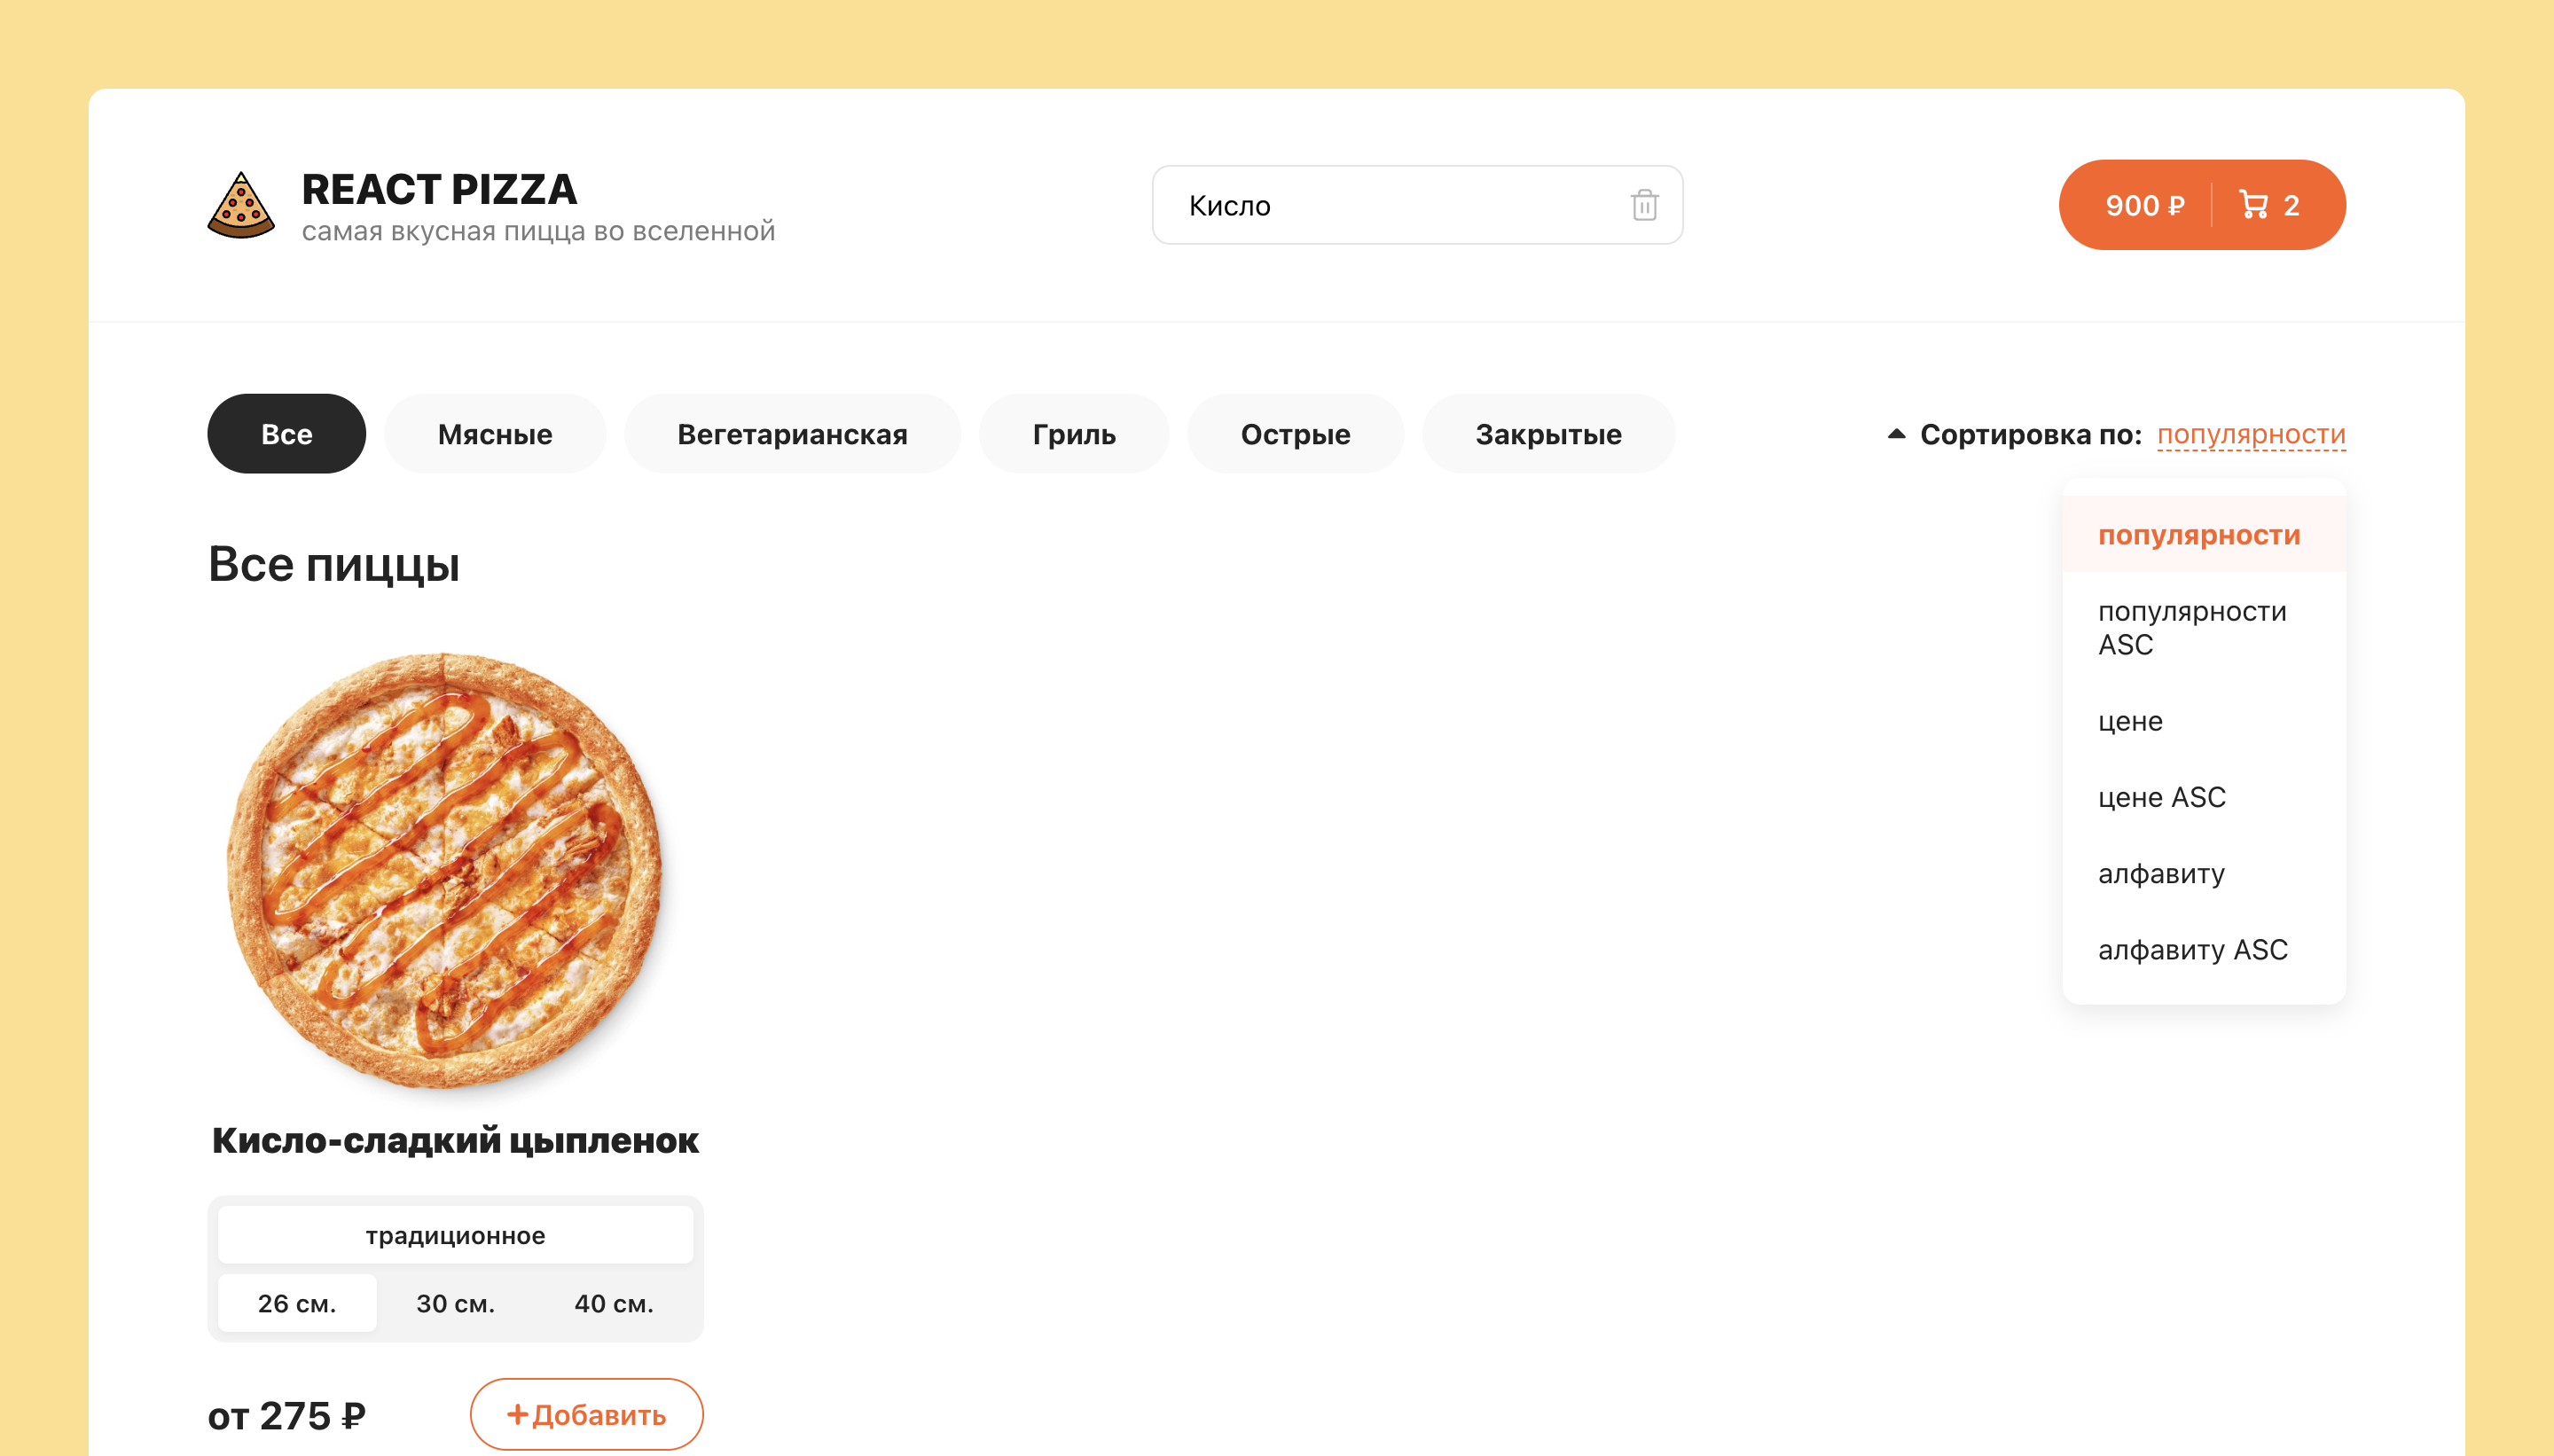 REACT PIZZA
самая вкусная пицца во вселенной
Кисло
900 ₽ 2
Все Мясные Вегетарианская Гриль Острые Закрытые
Сортировка по: популярности
популярности
популярности
ASC
цене
цене ASC
алфавиту
алфавиту ASC
Все пиццы
Кисло-сладкий цыпленок
традиционное
26 см. 30 см. 40 см.
от 275 ₽ +Добавить